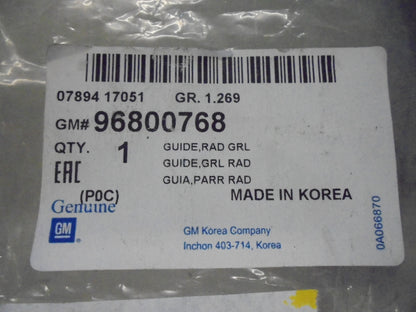 07894 17051 GR. 1.269
GM# 96800768
QTY. 1 GUIDE,RAD GRL
GUIDE,GRL RAD
GUIA,PARR RAD
EAC
(P0C) MADE IN KOREA
Genuine
GM
GM Korea Company
Inchon 403-714, Korea
0A066870